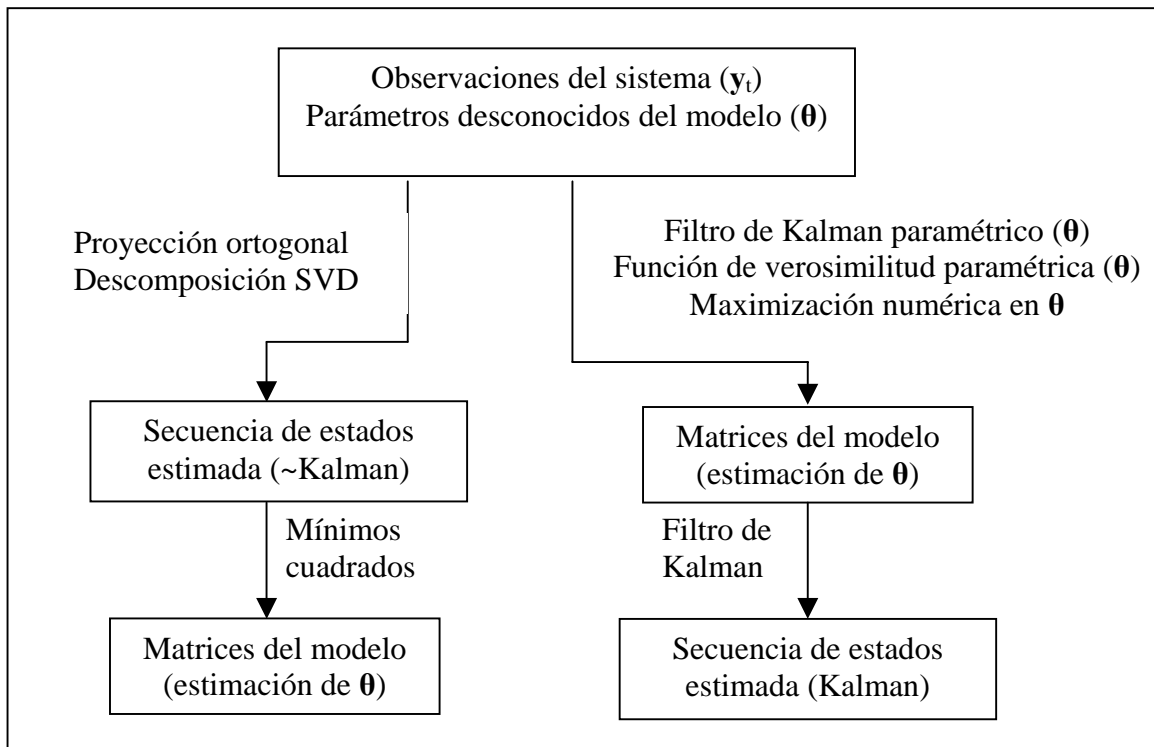 Observaciones del sistema (yt)
Parámetros desconocidos del modelo (θ)
Proyección ortogonal
Descomposición SVD
Filtro de Kalman paramétrico (θ)
Función de verosimilitud paramétrica (θ)
Maximización numérica en θ
Secuencia de estados
estimada (~Kalman)
Matrices del modelo
(estimación de θ)
Mínimos
cuadrados
Filtro de
Kalman
Matrices del modelo
(estimación de θ)
Secuencia de estados
estimada (Kalman)